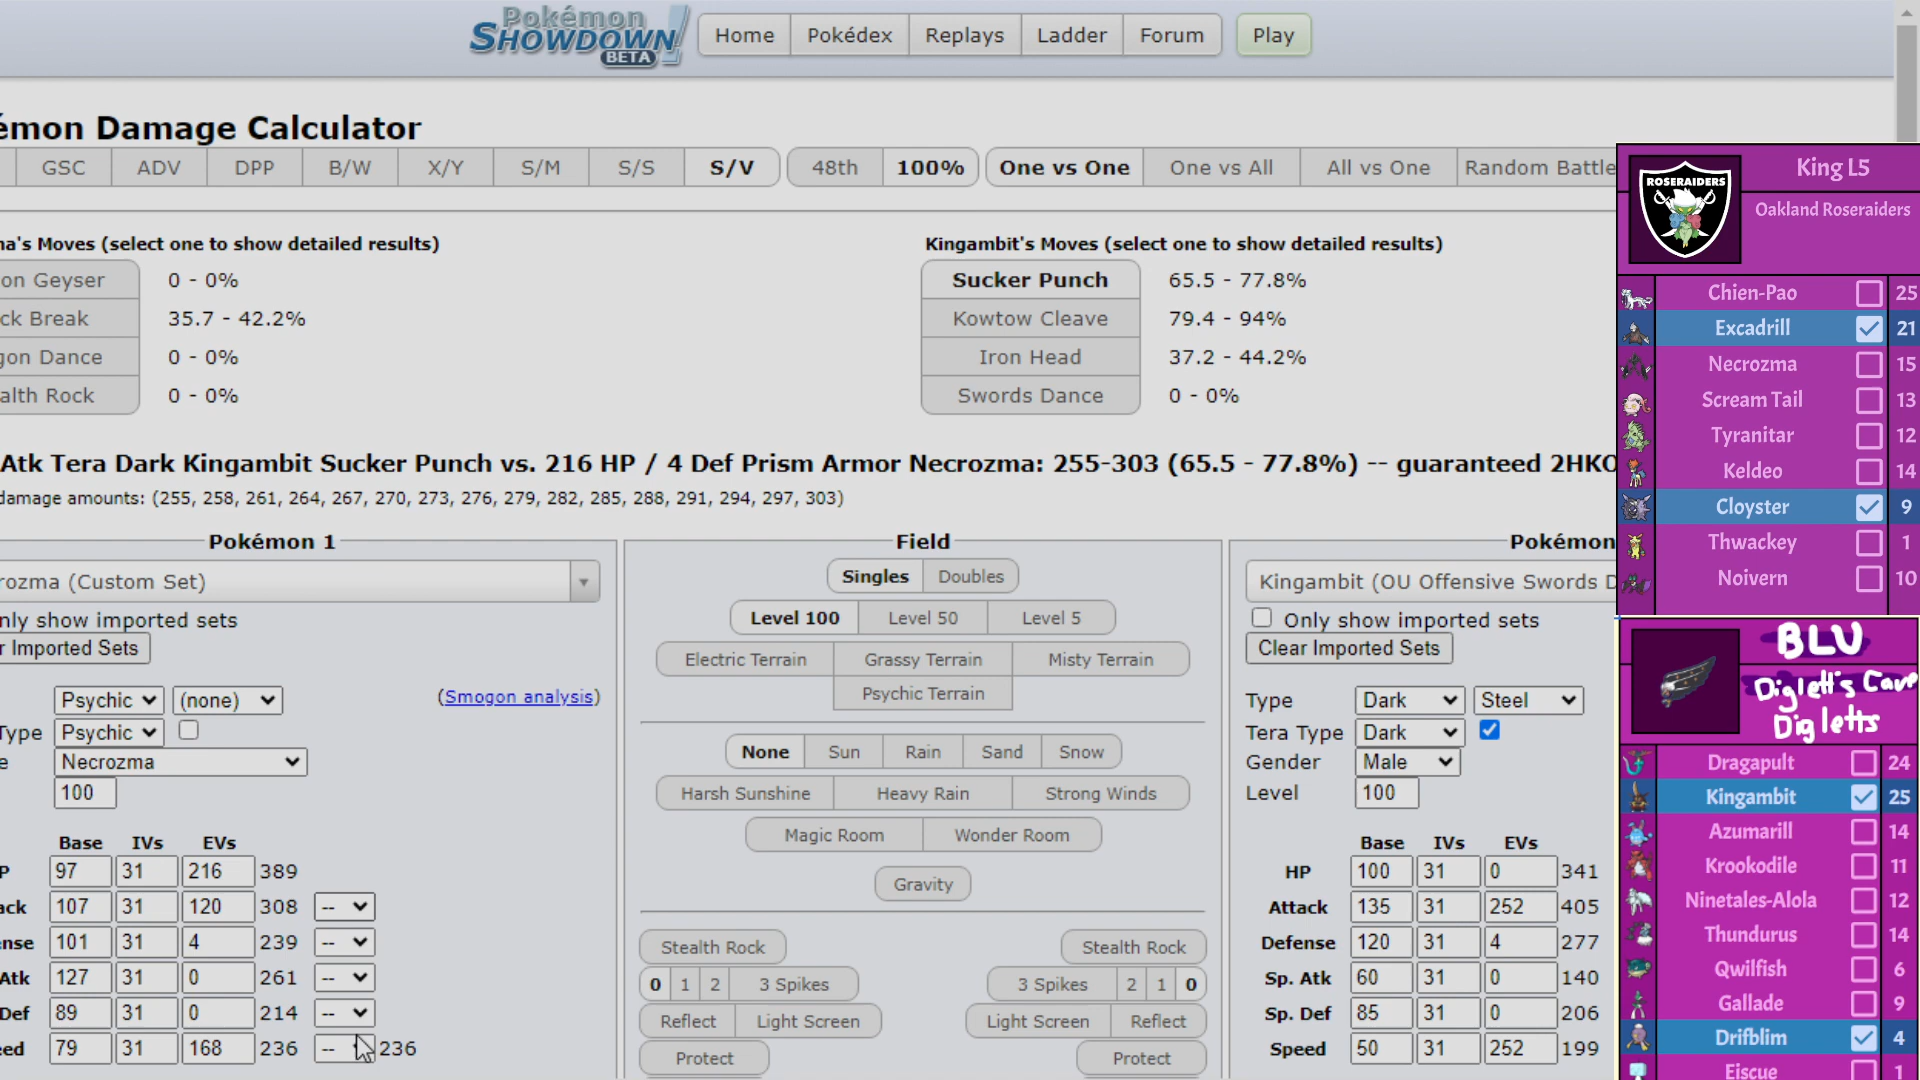 Pokémon
SHOWDOWN!
BETA
Home Pokédex Replays Ladder Forum Play
émon Damage Calculator
GSC ADV DPP B/W X/Y S/M S/S S/V 48th 100% One vs One One vs All All vs One Random Battle
na's Moves (select one to show detailed results)
on Geyser 0 - 0%
ck Break 35.7 - 42.2%
gon Dance 0 - 0%
alth Rock 0 - 0%
Kingambit's Moves (select one to show detailed results)
Sucker Punch 65.5 - 77.8%
Kowtow Cleave 79.4 - 94%
Iron Head 37.2 - 44.2%
Swords Dance 0 - 0%
Atk Tera Dark Kingambit Sucker Punch vs. 216 HP / 4 Def Prism Armor Necrozma: 255-303 (65.5 - 77.8%) -- guaranteed 2HKO
damage amounts: (255, 258, 261, 264, 267, 270, 273, 276, 279, 282, 285, 288, 291, 294, 297, 303)
Pokémon 1
rozma (Custom Set)
nly show imported sets
r Imported Sets
(Smogon analysis)
Psychic (none)
Type Psychic
e Necrozma
100
Base IVs EVs
P 97 31 216 389
ack 107 31 120 308 --
ense 101 31 4 239 --
Atk 127 31 0 261 --
Def 89 31 0 214 --
eed 79 31 168 236 -- 236
Field
Singles Doubles
Level 100 Level 50 Level 5
Electric Terrain Grassy Terrain Misty Terrain
Psychic Terrain
None Sun Rain Sand Snow
Harsh Sunshine Heavy Rain Strong Winds
Magic Room Wonder Room
Gravity
Stealth Rock Stealth Rock
0 1 2 3 Spikes 3 Spikes 2 1 0
Reflect Light Screen Light Screen Reflect
Protect Protect
Pokémon
Kingambit (OU Offensive Swords D
Only show imported sets
Clear Imported Sets
Type Dark Steel
Tera Type Dark
Gender Male
Level 100
Base IVs EVs
HP 100 31 0 341
Attack 135 31 252 405
Defense 120 31 4 277
Sp. Atk 60 31 0 140
Sp. Def 85 31 0 206
Speed 50 31 252 199
ROSERAIDERS
King L5
Oakland Roseraiders
Chien-Pao 25
Excadrill 21
Necrozma 15
Scream Tail 13
Tyranitar 12
Keldeo 14
Cloyster 9
Thwackey 1
Noivern 10
BLV
Diglett's Cave
Digletts
Dragapult 24
Kingambit 25
Azumarill 14
Krookodile 11
Ninetales-Alola 12
Thundurus 14
Qwilfish 6
Gallade 9
Drifblim 4
Eiscue 1